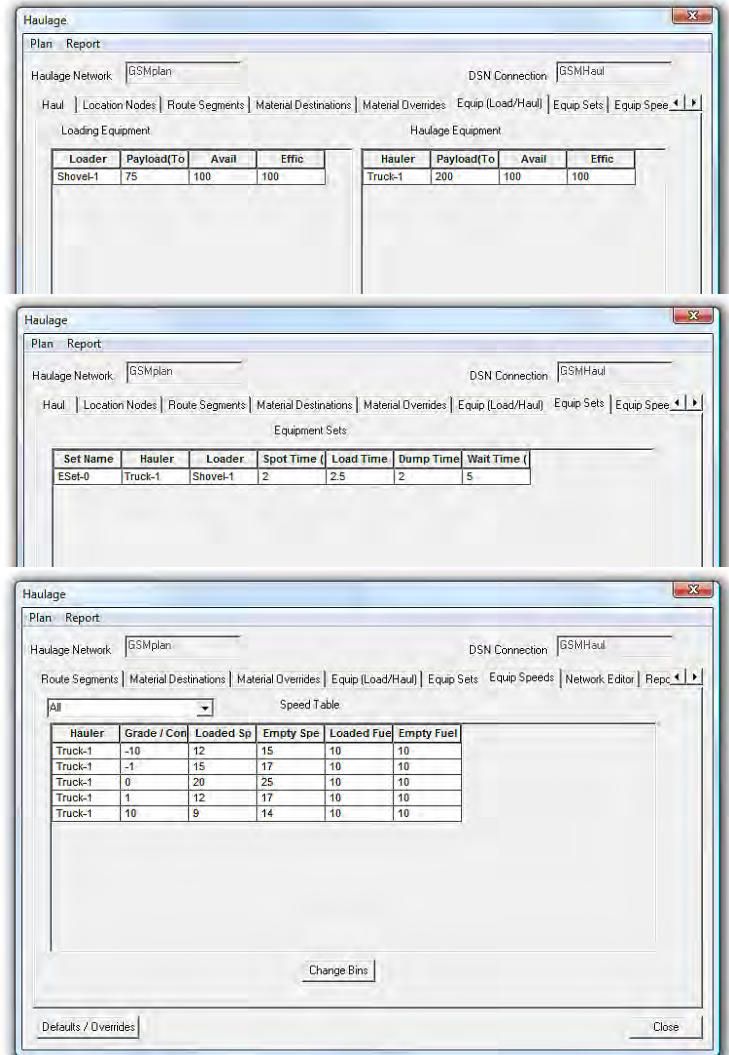 Haulage
Plan Report
Haulage Network GSMplan DSN Connection GSMHaul
Haul Location Nodes Route Segments Material Destinations Material Overrides Equip (Load/Haul) Equip Sets Equip Spee
Loading Equipment Haulage Equipment
Loader Payload(To Avail Effic Hauler Payload(To Avail Effic
Shovel-1 75 100 100 Truck-1 200 100 100
Haulage
Plan Report
Haulage Network GSMplan DSN Connection GSMHaul
Haul Location Nodes Route Segments Material Destinations Material Overrides Equip (Load/Haul) Equip Sets Equip Spee
Equipment Sets
Set Name Hauler Loader Spot Time ( Load Time Dump Time Wait Time (
ESet-0 Truck-1 Shovel-1 2 2.5 2 5
Haulage
Plan Report
Haulage Network GSMplan DSN Connection GSMHaul
Route Segments Material Destinations Material Overrides Equip (Load/Haul) Equip Sets Equip Speeds Network Editor Repc
All Speed Table
Hauler Grade / Con Loaded Sp Empty Spe Loaded Fue Empty Fuel
Truck-1 -10 12 15 10 10
Truck-1 -1 15 17 10 10
Truck-1 0 20 25 10 10
Truck-1 1 12 17 10 10
Truck-1 10 9 14 10 10
Change Bins
Defaults / Overrides Close